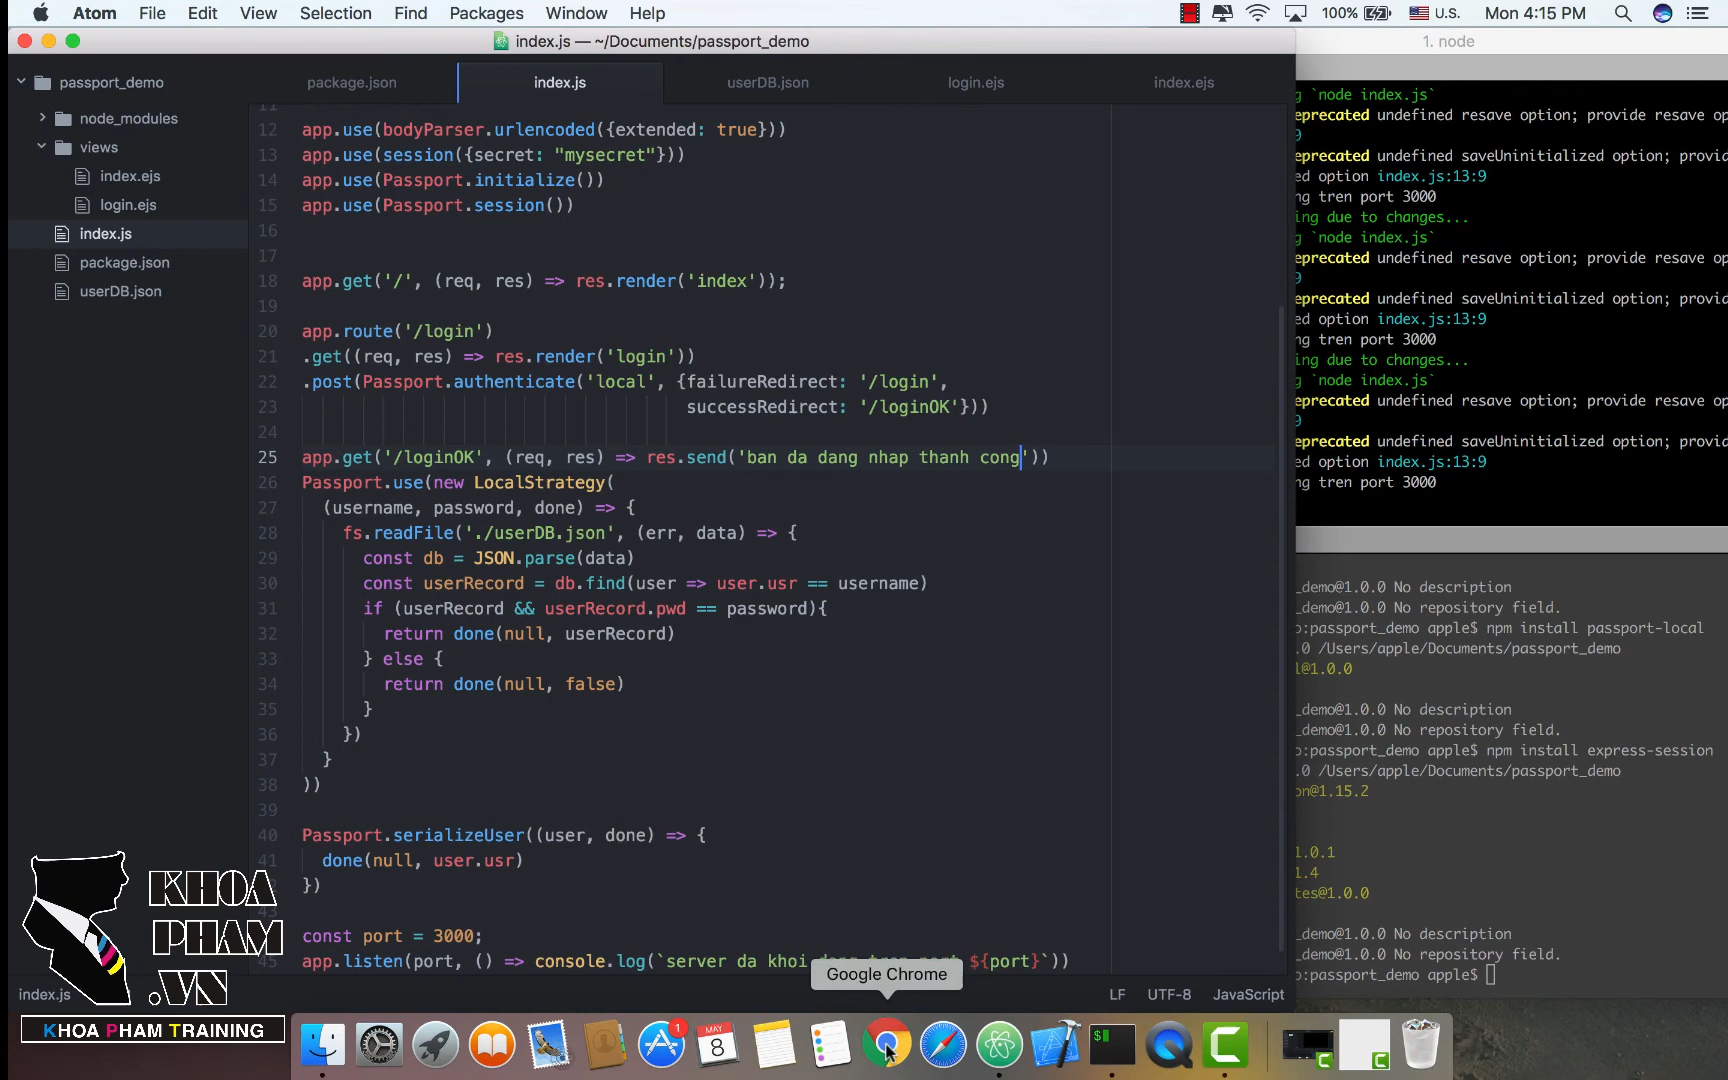 Atom File Edit View Selection Find Packages Window Help 100% U.S. Mon 4:15 PM
index.js — ~/Documents/passport_demo
1. node
passport_demo
node_modules
views
index.ejs
login.ejs
index.js
package.json
userDB.json
package.json index.js userDB.json login.ejs index.ejs
11
12 app.use(bodyParser.urlencoded({extended: true}))
13 app.use(session({secret: "mysecret"}))
14 app.use(Passport.initialize())
15 app.use(Passport.session())
16
17
18 app.get('/', (req, res) => res.render('index'));
19
20 app.route('/login')
21 .get((req, res) => res.render('login'))
22 .post(Passport.authenticate('local', {failureRedirect: '/login',
23 successRedirect: '/loginOK'}))
24
25 app.get('/loginOK', (req, res) => res.send('ban da dang nhap thanh cong'))
26 Passport.use(new LocalStrategy(
27 (username, password, done) => {
28 fs.readFile('./userDB.json', (err, data) => {
29 const db = JSON.parse(data)
30 const userRecord = db.find(user => user.usr == username)
31 if (userRecord && userRecord.pwd == password){
32 return done(null, userRecord)
33 } else {
34 return done(null, false)
35 }
36 })
37 }
38 ))
39
40 Passport.serializeUser((user, done) => {
41 done(null, user.usr)
})
43
const port = 3000;
45 app.listen(port, () => console.log(`server da khoi port ${port}`))
Google Chrome
index.js LF UTF-8 JavaScript
g `node index.js`
eprecated undefined resave option; provide resave op
9
eprecated undefined saveUninitialized option; provi
ed option index.js:13:9
ng tren port 3000
ing due to changes...
g `node index.js`
eprecated undefined resave option; provide resave op
9
eprecated undefined saveUninitialized option; provi
ed option index.js:13:9
ng tren port 3000
ing due to changes...
g `node index.js`
eprecated undefined resave option; provide resave op
9
eprecated undefined saveUninitialized option; provi
ed option index.js:13:9
ng tren port 3000
_demo@1.0.0 No description
_demo@1.0.0 No repository field.
o:passport_demo apple$ npm install passport-local
.0 /Users/apple/Documents/passport_demo
l@1.0.0
_demo@1.0.0 No description
_demo@1.0.0 No repository field.
o:passport_demo apple$ npm install express-session
.0 /Users/apple/Documents/passport_demo
on@1.15.2
1.0.1
1.4
tes@1.0.0
_demo@1.0.0 No description
_demo@1.0.0 No repository field.
o:passport_demo apple$
KHOA
PHAM
.VN
KHOA PHAM TRAINING
1
MAY
8